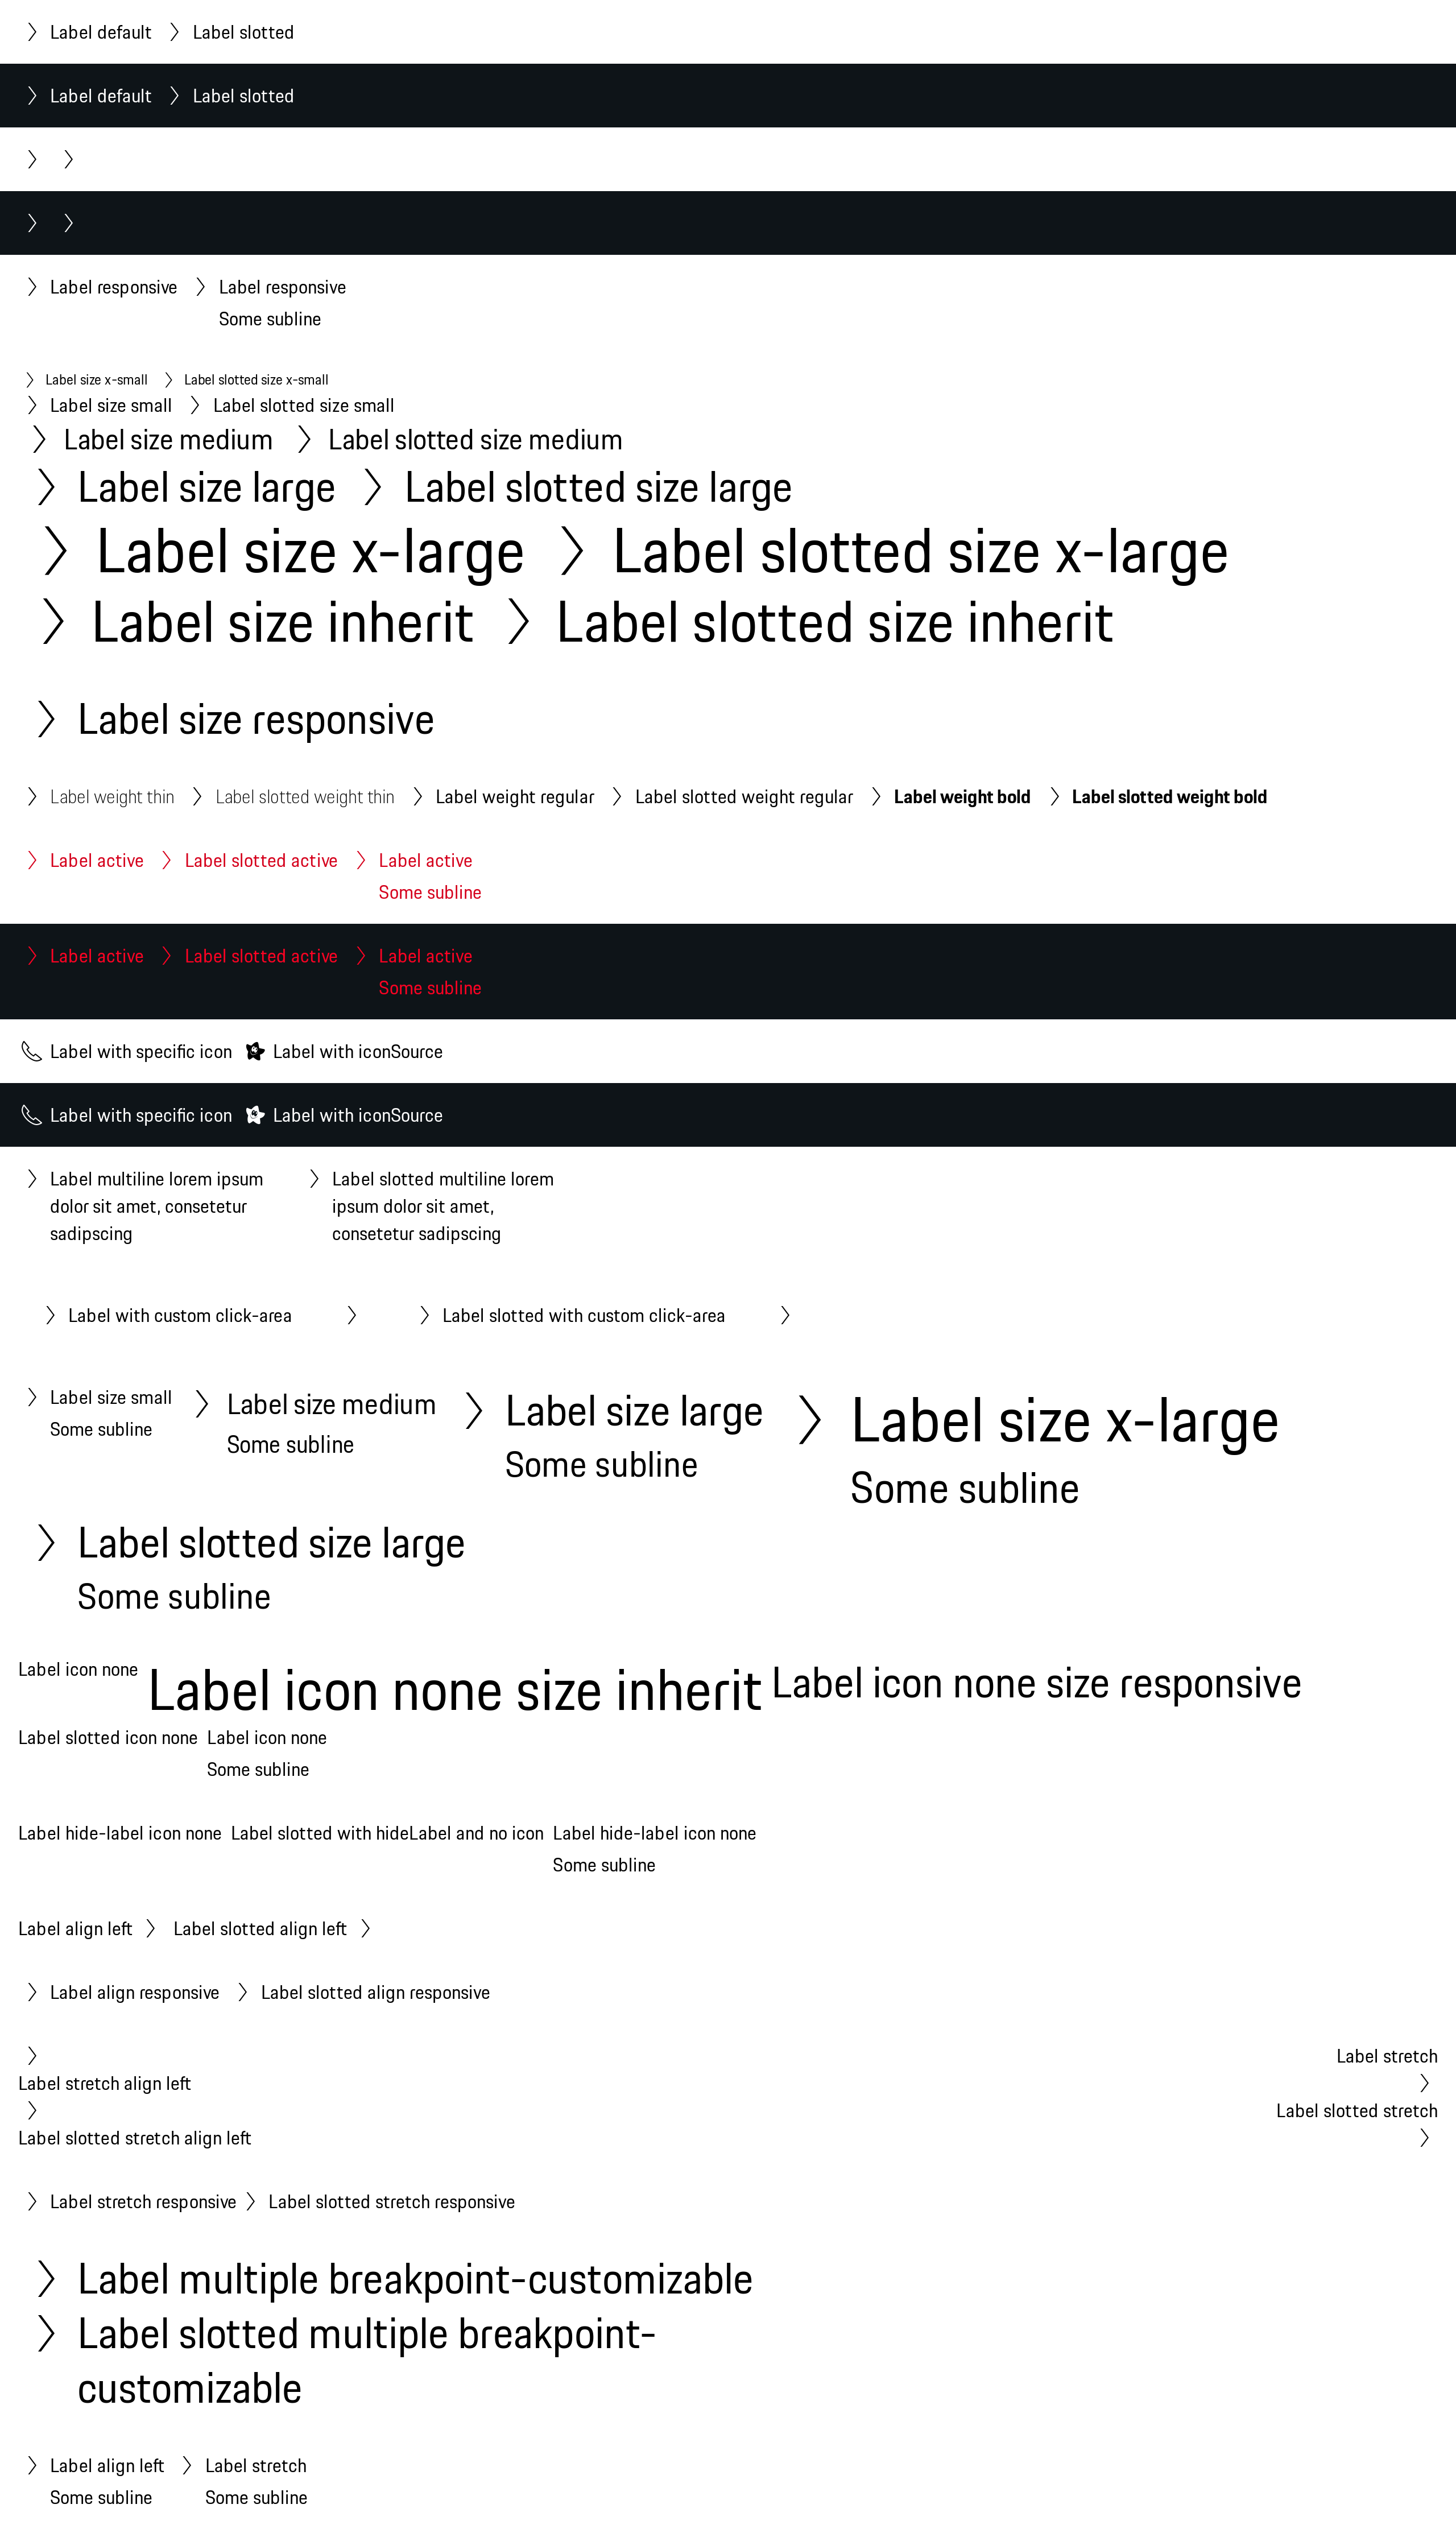 Label default Label slotted
Label default Label slotted
Label responsive Label responsive
Some subline
Label size x-small Label slotted size x-small
Label size small Label slotted size small
Label size medium Label slotted size medium
Label size large Label slotted size large
Label size x-large Label slotted size x-large
Label size inherit Label slotted size inherit
Label size responsive
Label weight thin Label slotted weight thin Label weight regular Label slotted weight regular Label weight bold Label slotted weight bold
Label active Label slotted active Label active
Some subline
Label active Label slotted active Label active
Some subline
Label with specific icon Label with iconSource
Label with specific icon Label with iconSource
Label multiline lorem ipsum
dolor sit amet, consetetur
sadipscing
Label slotted multiline lorem
ipsum dolor sit amet,
consetetur sadipscing
Label with custom click-area Label slotted with custom click-area
Label size small
Some subline
Label size medium
Some subline
Label size large
Some subline
Label size x-large
Some subline
Label slotted size large
Some subline
Label icon none Label icon none size inherit Label icon none size responsive
Label slotted icon none Label icon none
Some subline
Label hide-label icon none Label slotted with hideLabel and no icon Label hide-label icon none
Some subline
Label align left Label slotted align left
Label align responsive Label slotted align responsive
Label stretch
Label stretch align left
Label slotted stretch
Label slotted stretch align left
Label stretch responsive Label slotted stretch responsive
Label multiple breakpoint-customizable
Label slotted multiple breakpoint-
customizable
Label align left Label stretch
Some subline Some subline